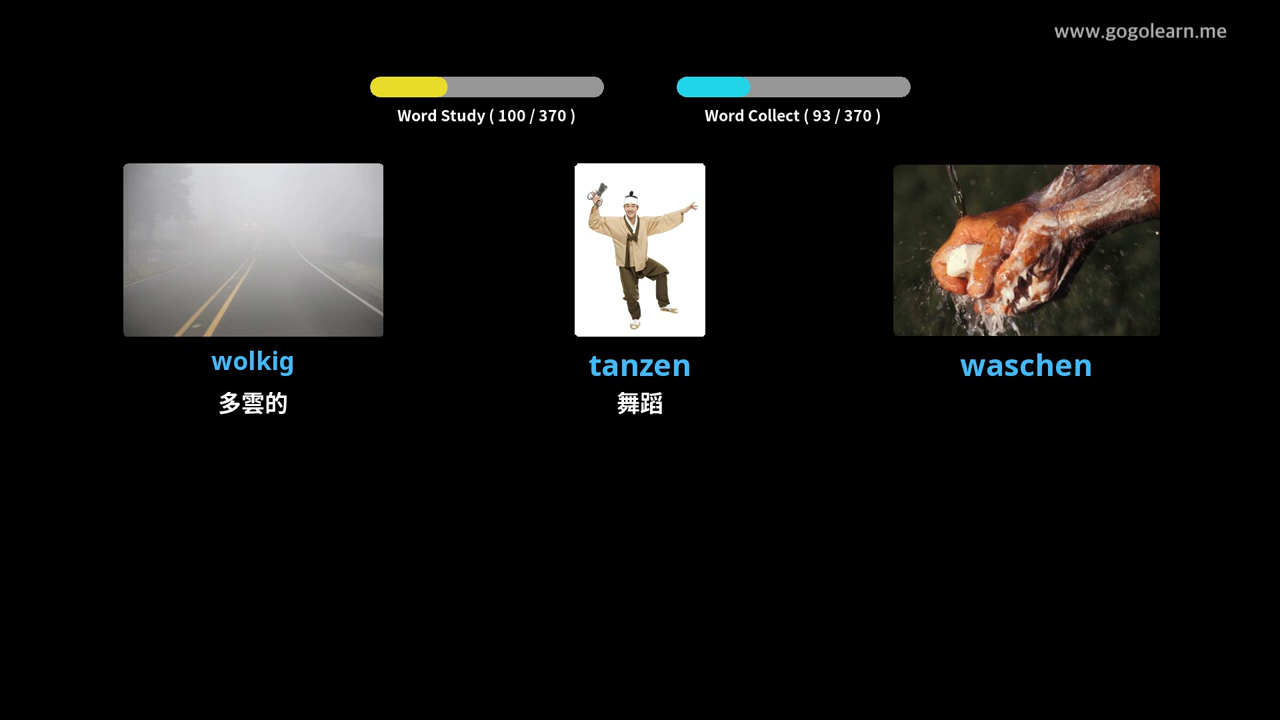 www.gogolearn.me
Word Study ( 100 / 370 )
Word Collect ( 93 / 370 )
wolkig
多雲的
tanzen
舞蹈
waschen